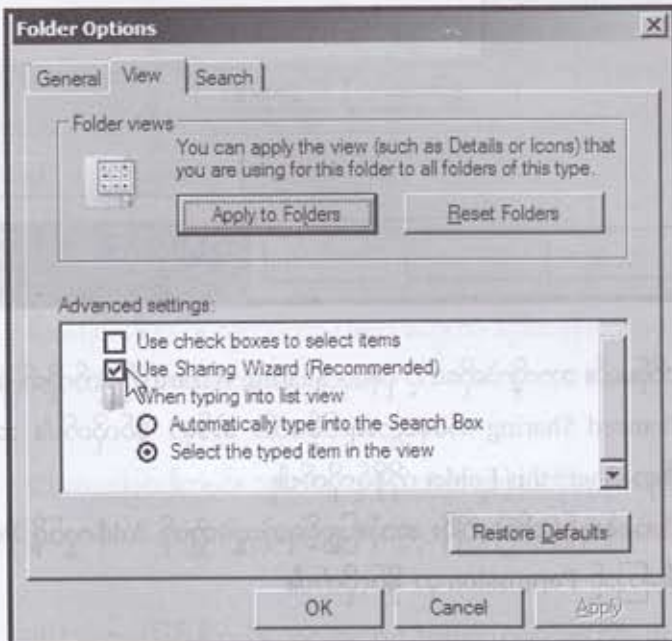 Folder Options
General View Search
Folder views
You can apply the view (such as Details or Icons) that
you are using for this folder to all folders of this type.
Apply to Folders Reset Folders
Advanced settings:
Use check boxes to select items
Use Sharing Wizard (Recommended)
When typing into list view
Automatically type into the Search Box
Select the typed item in the view
Restore Defaults
OK Cancel Apply